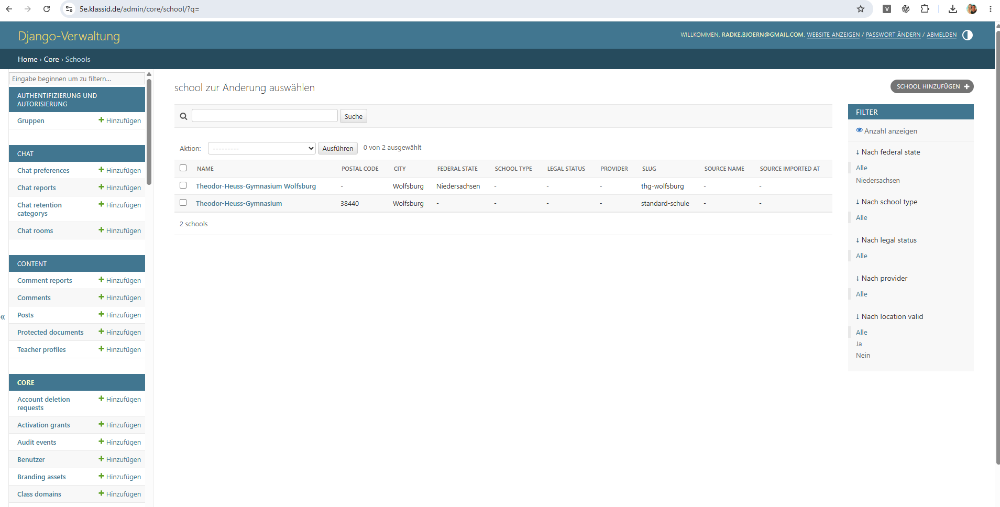 5e.klassid.de/admin/core/school/?q=
V
Django-Verwaltung
WILLKOMMEN, RADKE.BJOERN@GMAIL.COM. WEBSITE ANZEIGEN / PASSWORT ÄNDERN / ABMELDEN
Home › Core › Schools
Eingabe beginnen um zu filtern...
AUTHENTIFIZIERUNG UND
AUTORISIERUNG
Gruppen + Hinzufügen
CHAT
Chat preferences + Hinzufügen
Chat reports + Hinzufügen
Chat retention
categorys + Hinzufügen
Chat rooms + Hinzufügen
CONTENT
Comment reports + Hinzufügen
Comments + Hinzufügen
Posts + Hinzufügen
Protected documents + Hinzufügen
Teacher profiles + Hinzufügen
CORE
Account deletion
requests + Hinzufügen
Activation grants + Hinzufügen
Audit events + Hinzufügen
Benutzer + Hinzufügen
Branding assets + Hinzufügen
Class domains + Hinzufügen
«
school zur Änderung auswählen
SCHOOL HINZUFÜGEN +
Suche
Aktion: --------- Ausführen 0 von 2 ausgewählt
NAME POSTAL CODE CITY FEDERAL STATE SCHOOL TYPE LEGAL STATUS PROVIDER SLUG SOURCE NAME SOURCE IMPORTED AT
Theodor-Heuss-Gymnasium Wolfsburg - Wolfsburg Niedersachsen - - - thg-wolfsburg - -
Theodor-Heuss-Gymnasium 38440 Wolfsburg - - - - standard-schule - -
2 schools
FILTER
Anzahl anzeigen
↓ Nach federal state
Alle
Niedersachsen
↓ Nach school type
Alle
↓ Nach legal status
Alle
↓ Nach provider
Alle
↓ Nach location valid
Alle
Ja
Nein